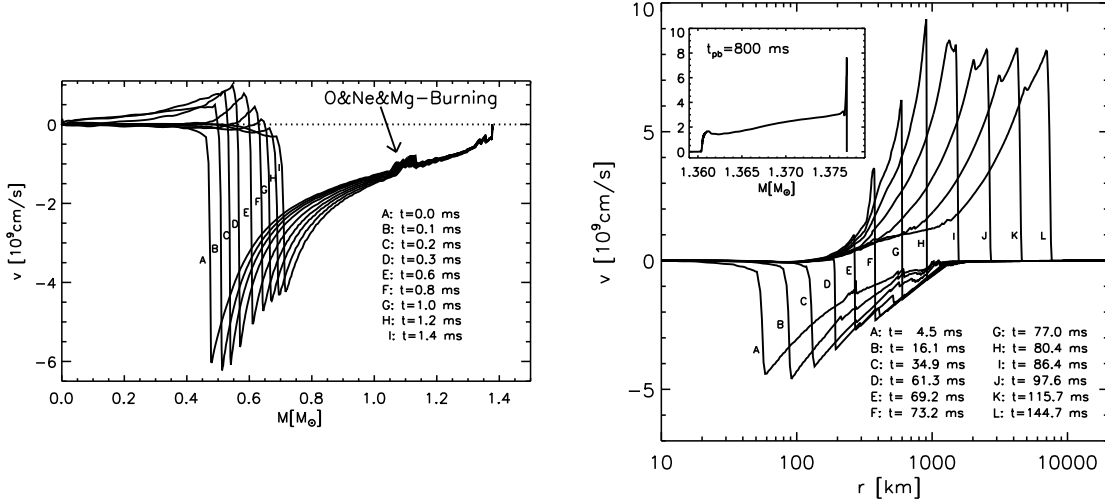 O&Ne&Mg-Burning
v [10⁹cm/s]
0
-2
-4
-6
A
B
C
D
E
F
G
H
I
A: t=0.0 ms
B: t=0.1 ms
C: t=0.2 ms
D: t=0.3 ms
E: t=0.6 ms
F: t=0.8 ms
G: t=1.0 ms
H: t=1.2 ms
I: t=1.4 ms
0.0 0.2 0.4 0.6 0.8 1.0 1.2 1.4
M[M☉]
10
5
0
-5
v [10⁹cm/s]
t_pb=800 ms
10
8
6
4
2
0
1.360 1.365 1.370 1.375
M[M☉]
A
B
C
D
E
F
G
H
I
J
K
L
A: t= 4.5 ms G: t= 77.0 ms
B: t= 16.1 ms H: t= 80.4 ms
C: t= 34.9 ms I: t= 86.4 ms
D: t= 61.3 ms J: t= 97.6 ms
E: t= 69.2 ms K: t=115.7 ms
F: t= 73.2 ms L: t=144.7 ms
10 100 1000 10000
r [km]